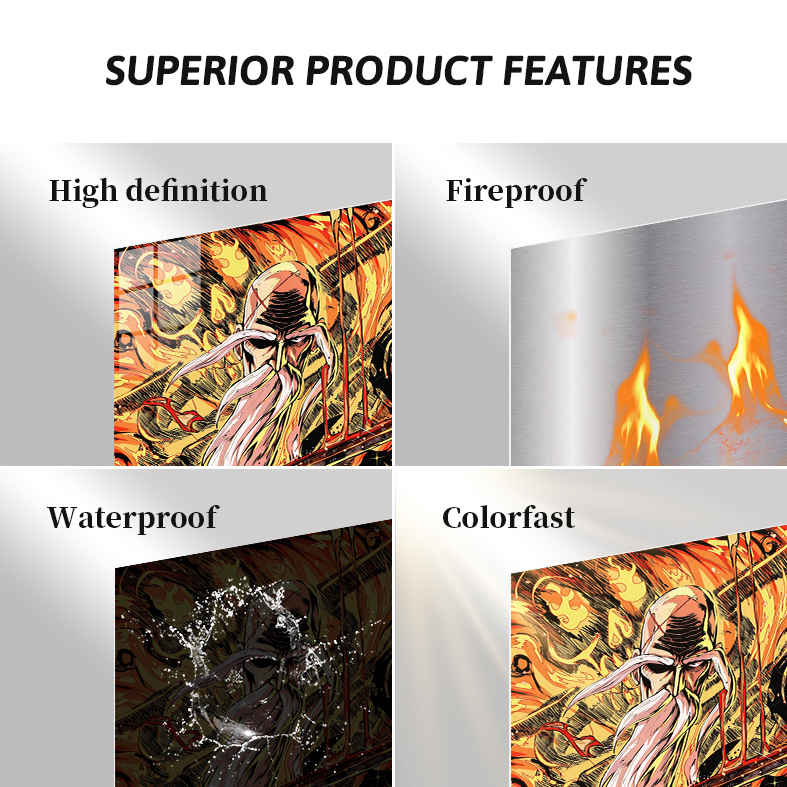 SUPERIOR PRODUCT FEATURES
High definition
Fireproof
Waterproof
Colorfast